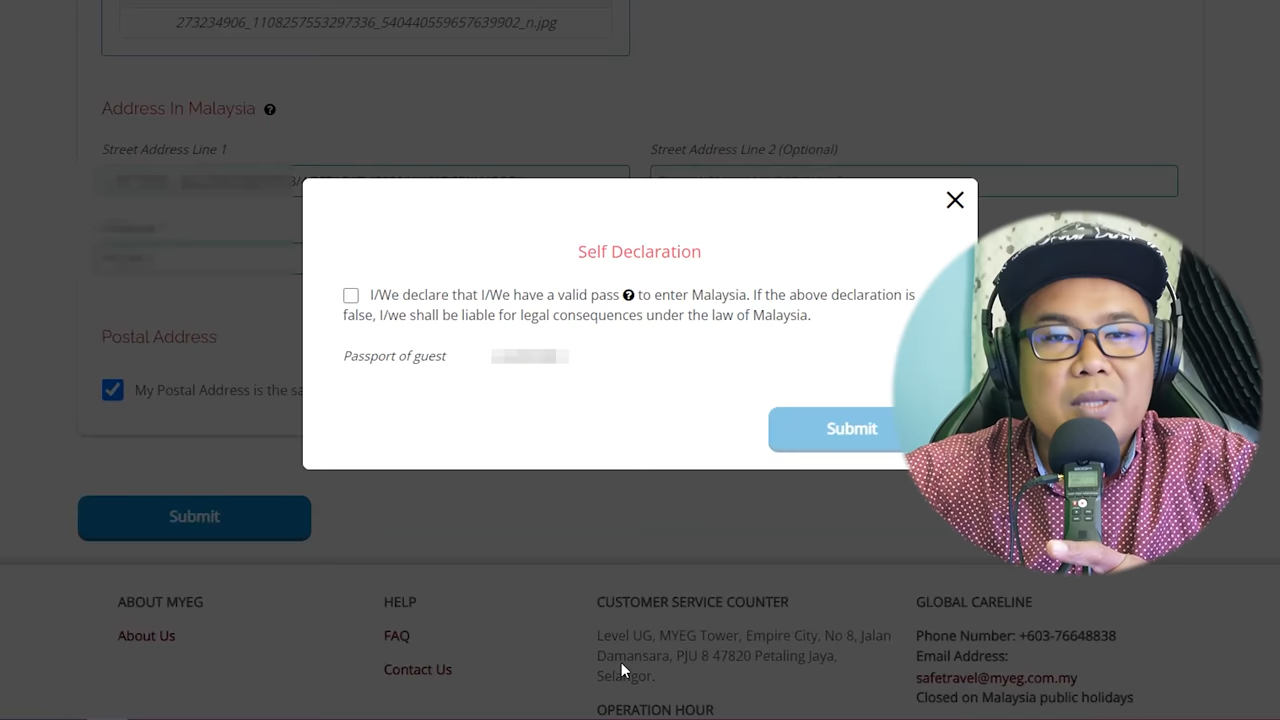 273234906_1108257553297336_540440559657639902_n.jpg
Address In Malaysia
Street Address Line 1
Street Address Line 2 (Optional)
Self Declaration
I/We declare that I/We have a valid pass ? to enter Malaysia. If the above declaration is
false, I/we shall be liable for legal consequences under the law of Malaysia.
Passport of guest
Submit
Postal Address
My Postal Address is the sa
Submit
ABOUT MYEG
About Us
HELP
FAQ
Contact Us
CUSTOMER SERVICE COUNTER
Level UG, MYEG Tower, Empire City, No 8, Jalan
Damansara, PJU 8 47820 Petaling Jaya,
Selangor.
OPERATION HOUR
GLOBAL CARELINE
Phone Number: +603-76648838
Email Address:
safetravel@myeg.com.my
Closed on Malaysia public holidays